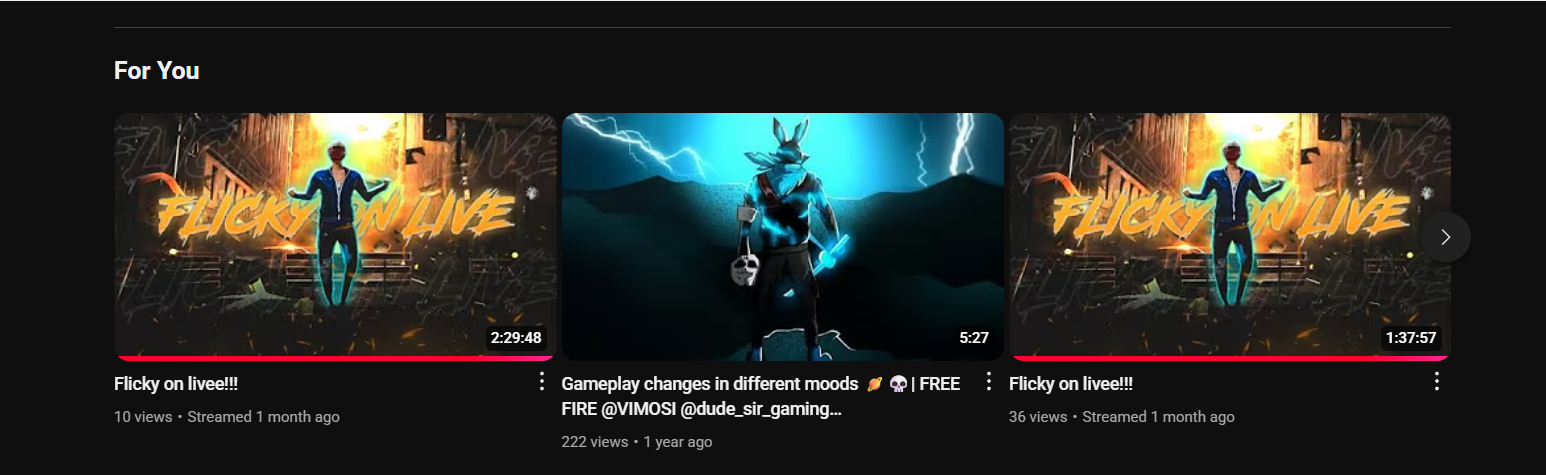 For You
FLICKY ON LIVE
2:29:48
5:27
FLICKY ON LIVE
1:37:57
Flicky on livee!!!
10 views • Streamed 1 month ago
Gameplay changes in different moods 🪐 💀 | FREE
FIRE @VIMOSI @dude_sir_gaming...
222 views • 1 year ago
Flicky on livee!!!
36 views • Streamed 1 month ago